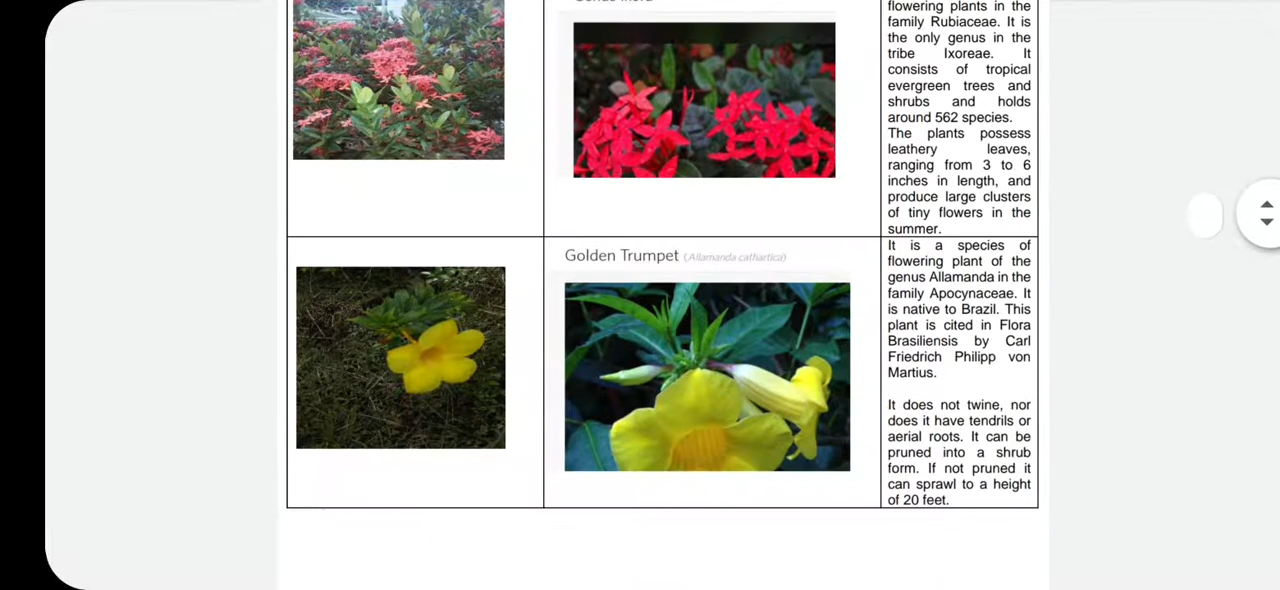 flowering plants in the
family Rubiaceae. It is
the only genus in the
tribe Ixoreae. It
consists of tropical
evergreen trees and
shrubs and holds
around 562 species.
The plants possess
leathery leaves,
ranging from 3 to 6
inches in length, and
produce large clusters
of tiny flowers in the
summer.
Golden Trumpet (Allamanda cathartica)
It is a species of
flowering plant of the
genus Allamanda in the
family Apocynaceae. It
is native to Brazil. This
plant is cited in Flora
Brasiliensis by Carl
Friedrich Philipp von
Martius.
It does not twine, nor
does it have tendrils or
aerial roots. It can be
pruned into a shrub
form. If not pruned it
can sprawl to a height
of 20 feet.